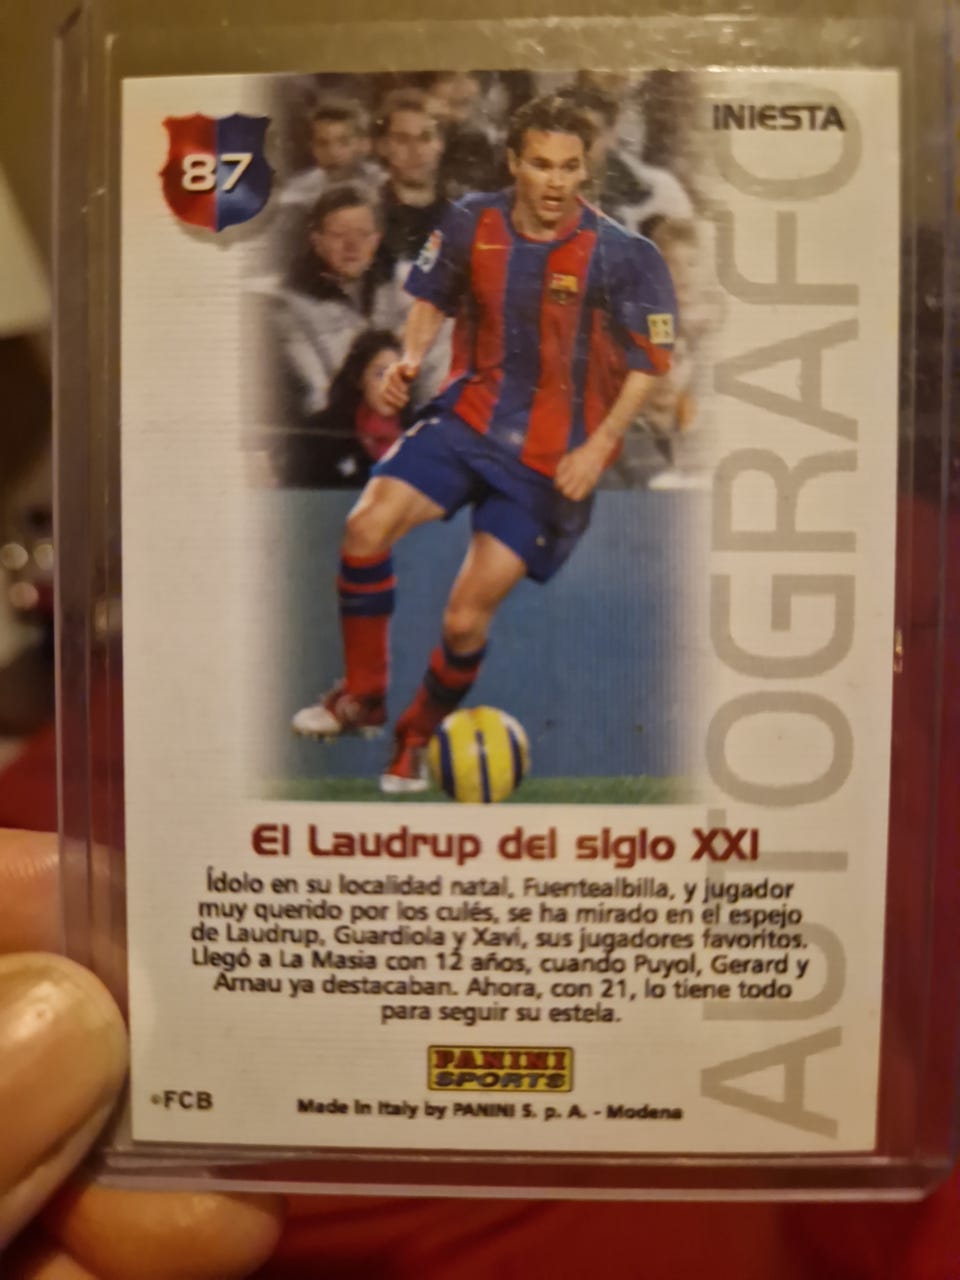 87
INIESTA
AUTOGRAFO
El Laudrup del siglo XXI
Ídolo en su localidad natal, Fuentealbilla, y jugador
muy querido por los culés, se ha mirado en el espejo
de Laudrup, Guardiola y Xavi, sus jugadores favoritos.
Llegó a La Masia con 12 años, cuando Puyol, Gerard y
Arnau ya destacaban. Ahora, con 21, lo tiene todo
para seguir su estela.
PANINI
SPORTS
©FCB
Made in Italy by PANINI S. p. A. - Modena